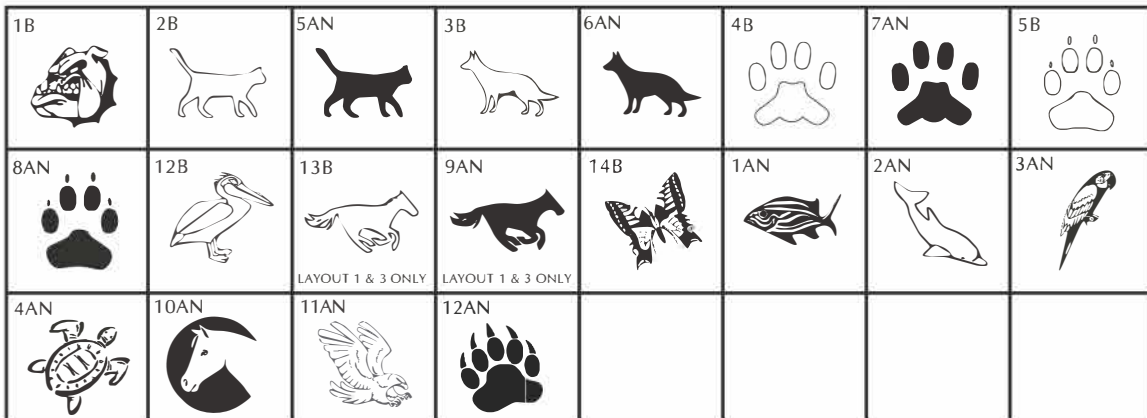 1B
2B
5AN
3B
6AN
4B
7AN
5B
8AN
12B
13B
LAYOUT 1 & 3 ONLY
9AN
LAYOUT 1 & 3 ONLY
14B
1AN
2AN
3AN
4AN
10AN
11AN
12AN